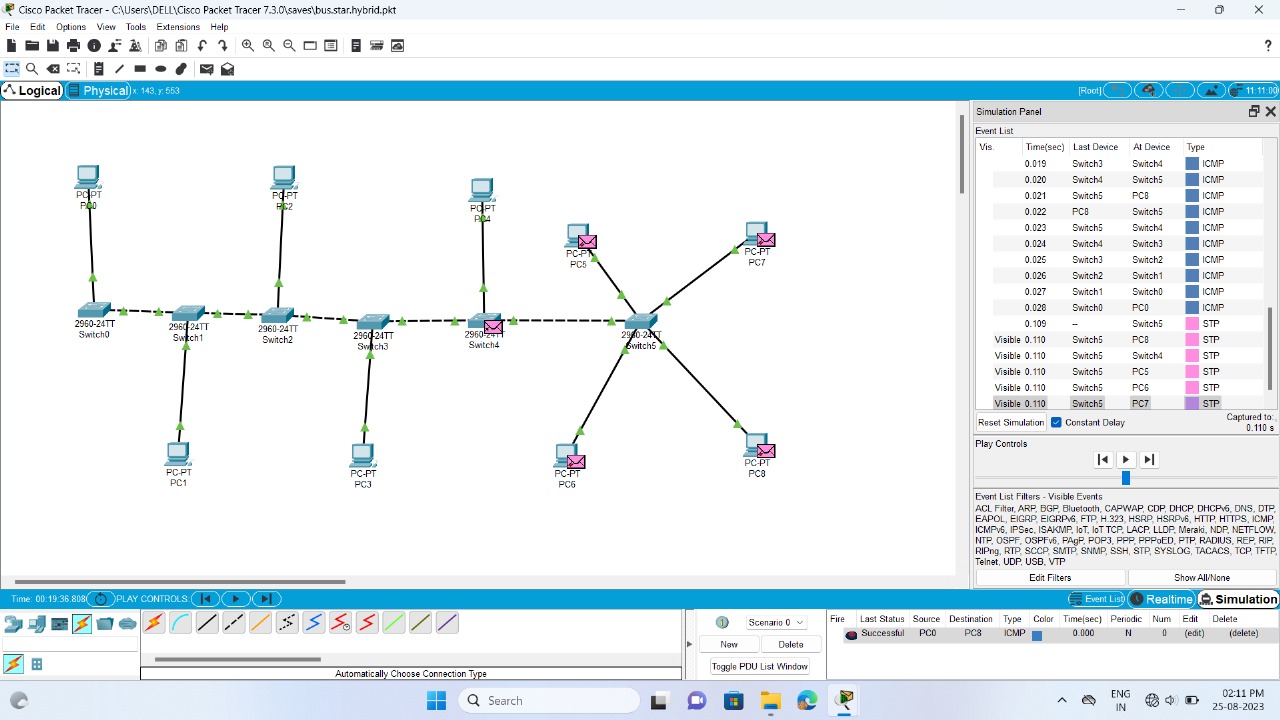 Cisco Packet Tracer - C:\Users\DELL\Cisco Packet Tracer 7.3.0\saves\bus.star.hybrid.pkt
File Edit Options View Tools Extensions Help
?
Logical Physical x: 143, y: 553 [Root] 11:11:00
Simulation Panel
Event List
Vis. Time(sec) Last Device At Device Type
0.019 Switch3 Switch4 ICMP
0.020 Switch4 Switch5 ICMP
0.021 Switch5 PC8 ICMP
0.022 PC8 Switch5 ICMP
0.023 Switch5 Switch4 ICMP
0.024 Switch4 Switch3 ICMP
0.025 Switch3 Switch2 ICMP
0.026 Switch2 Switch1 ICMP
0.027 Switch1 Switch0 ICMP
0.028 Switch0 PC0 ICMP
0.109 -- Switch5 STP
Visible 0.110 Switch5 PC8 STP
Visible 0.110 Switch5 Switch4 STP
Visible 0.110 Switch5 PC5 STP
Visible 0.110 Switch5 PC6 STP
Visible 0.110 Switch5 PC7 STP
Reset Simulation Constant Delay Captured to:
0.110 s
Play Controls
Event List Filters - Visible Events
ACL Filter, ARP, BGP, Bluetooth, CAPWAP, CDP, DHCP, DHCPv6, DNS, DTP,
EAPOL, EIGRP, EIGRPv6, FTP, H.323, HSRP, HSRPv6, HTTP, HTTPS, ICMP,
ICMPv6, IPSec, ISAKMP, IoT, IoT TCP, LACP, LLDP, Meraki, NDP, NETFLOW,
NTP, OSPF, OSPFv6, PAgP, POP3, PPP, PPPoED, PTP, RADIUS, REP, RIP,
RIPng, RTP, SCCP, SMTP, SNMP, SSH, STP, SYSLOG, TACACS, TCP, TFTP,
Telnet, UDP, USB, VTP
Edit Filters Show All/None
PC-PT
PC0
PC-PT
PC2
PC-PT
PC4
PC-PT
PC5
PC-PT
PC7
2960-24TT
Switch0
2960-24TT
Switch1
2960-24TT
Switch2
2960-24TT
Switch3
2960-24TT
Switch4
2960-24TT
Switch5
PC-PT
PC1
PC-PT
PC3
PC-PT
PC6
PC-PT
PC8
Time: 00:19:36.808 PLAY CONTROLS: Event List Realtime Simulation
Automatically Choose Connection Type
Scenario 0
New Delete
Toggle PDU List Window
Fire Last Status Source Destination Type Color Time(sec) Periodic Num Edit Delete
Successful PC0 PC8 ICMP 0.000 N 0 (edit) (delete)
Search
ENG
IN
02:11 PM
25-08-2023